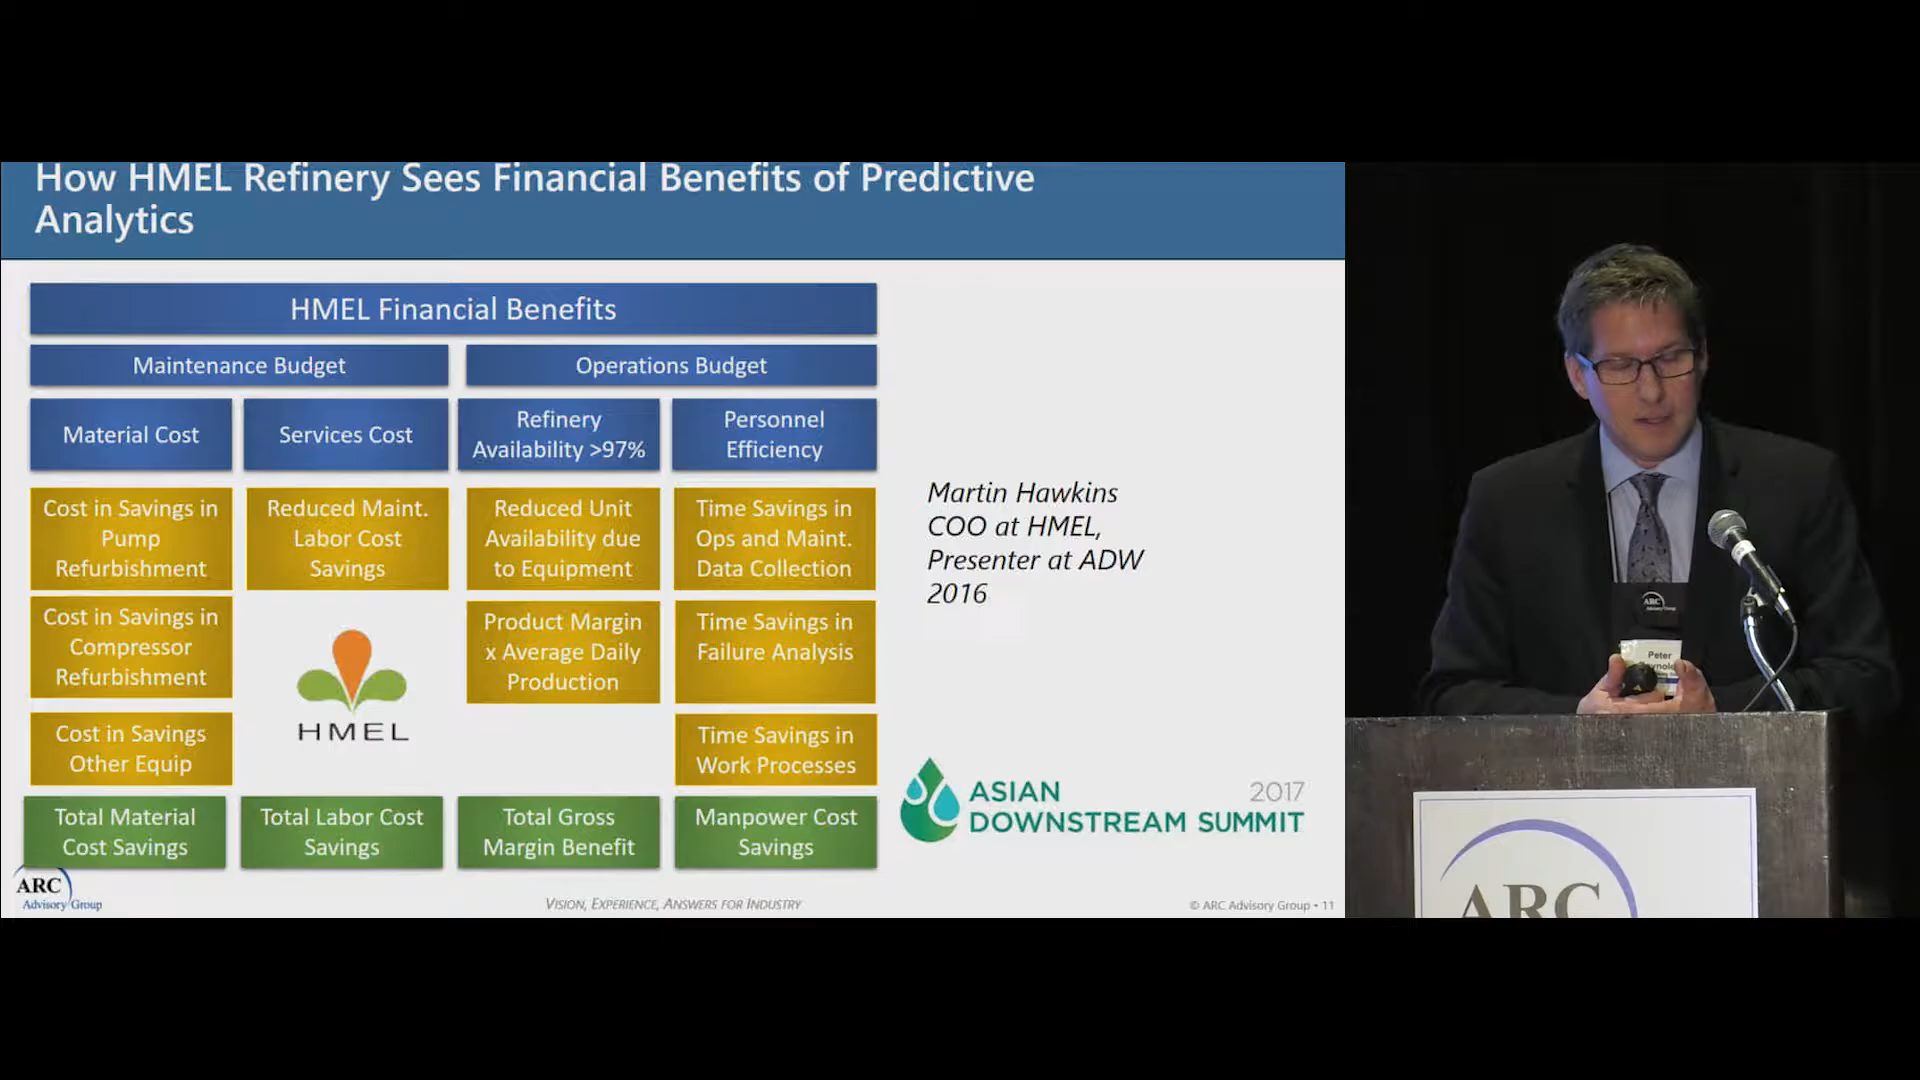 How HMEL Refinery Sees Financial Benefits of Predictive
Analytics
HMEL Financial Benefits
Maintenance Budget
Operations Budget
Material Cost
Services Cost
Refinery
Availability >97%
Personnel
Efficiency
Cost in Savings in
Pump
Refurbishment
Reduced Maint.
Labor Cost
Savings
Reduced Unit
Availability due
to Equipment
Time Savings in
Ops and Maint.
Data Collection
Cost in Savings in
Compressor
Refurbishment
HMEL
Product Margin
x Average Daily
Production
Time Savings in
Failure Analysis
Cost in Savings
Other Equip
Time Savings in
Work Processes
Total Material
Cost Savings
Total Labor Cost
Savings
Total Gross
Margin Benefit
Manpower Cost
Savings
Martin Hawkins
COO at HMEL,
Presenter at ADW
2016
ASIAN 2017
DOWNSTREAM SUMMIT
ARC
Advisory Group
VISION, EXPERIENCE, ANSWERS FOR INDUSTRY
© ARC Advisory Group • 11
ARC
Advisory Group
Peter
ARC